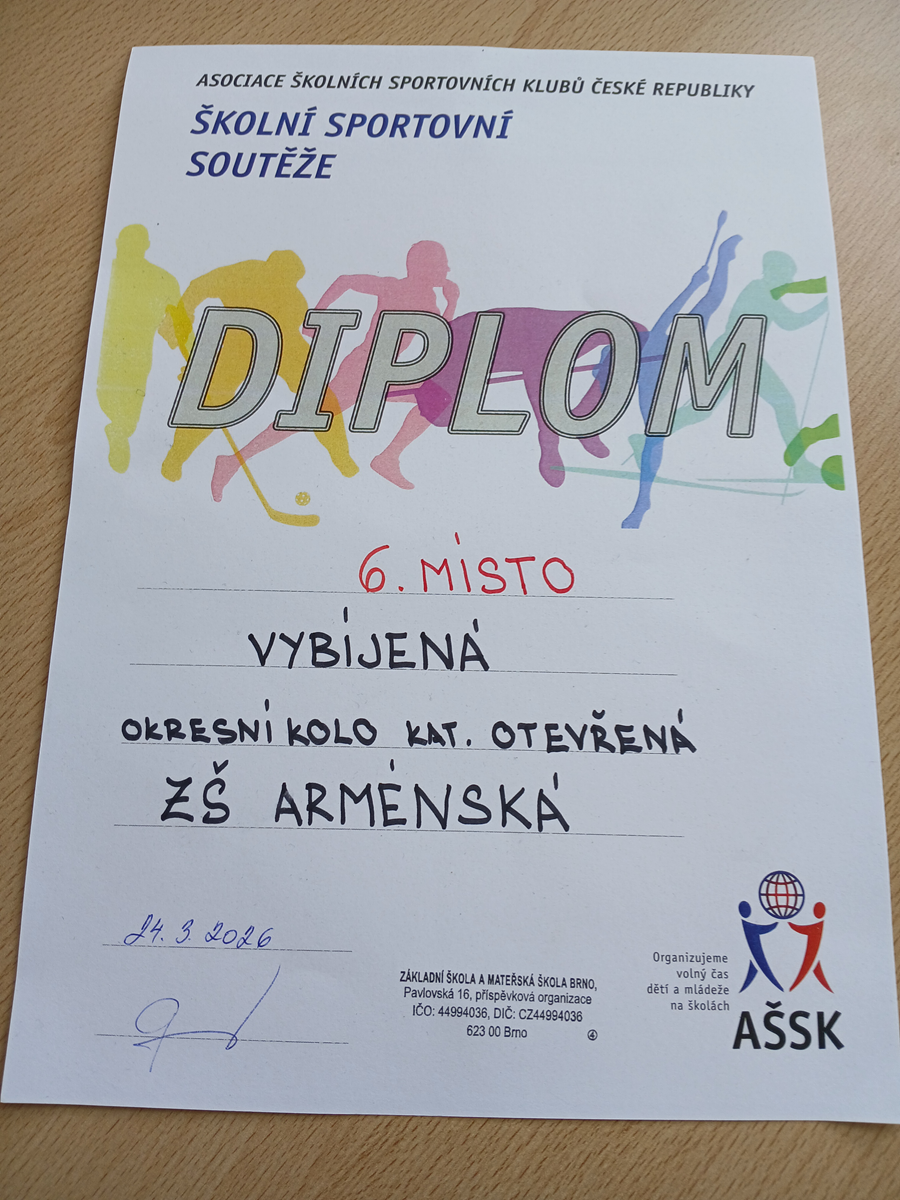 ASOCIACE ŠKOLNÍCH SPORTOVNÍCH KLUBŮ ČESKÉ REPUBLIKY
ŠKOLNÍ SPORTOVNÍ
SOUTĚŽE
DIPLOM
6. MÍSTO
VYBÍJENÁ
OKRESNÍ KOLO KAT. OTEVŘENÁ
ZŠ ARMÉNSKÁ
24. 3. 2026
ZÁKLADNÍ ŠKOLA A MATEŘSKÁ ŠKOLA BRNO,
Pavlovská 16, příspěvková organizace
IČO: 44994036, DIČ: CZ44994036
623 00 Brno
④
Organizujeme
volný čas
dětí a mládeže
na školách
AŠSK